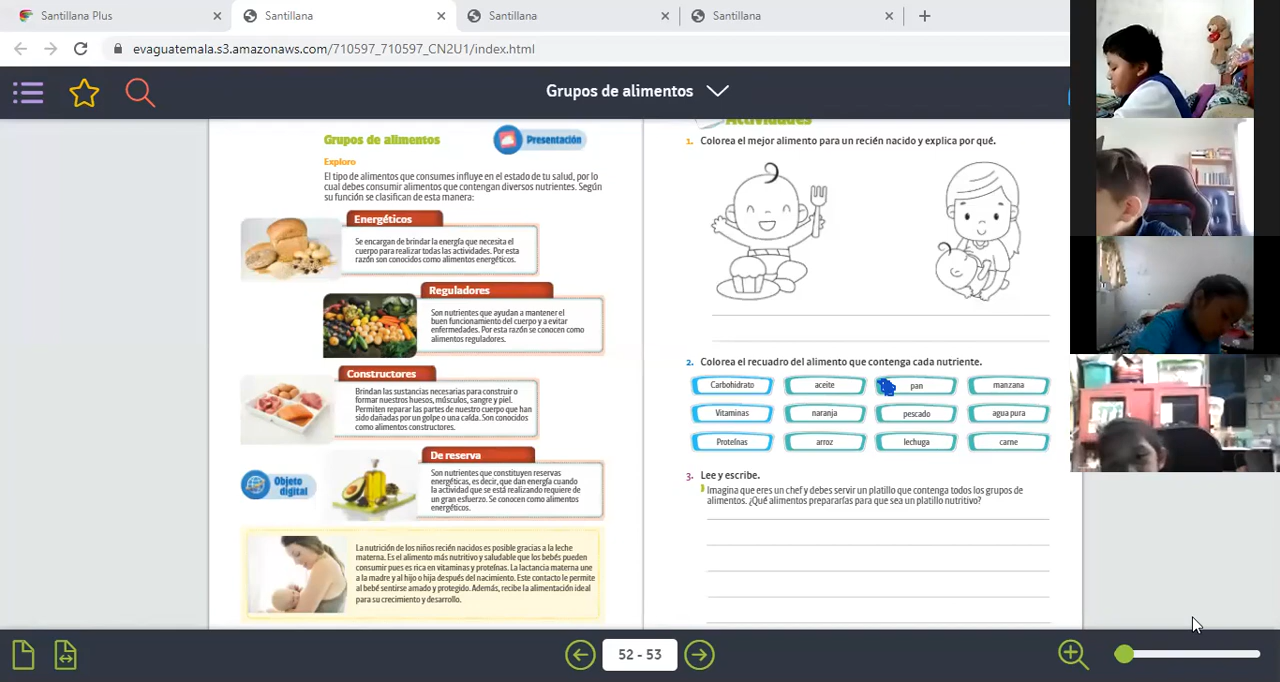 Santillana Plus
Santillana
Santillana
Santillana
evaguatemala.s3.amazonaws.com/710597_710597_CN2U1/index.html
Grupos de alimentos
Grupos de alimentos
Presentación
Exploro
El tipo de alimentos que consumes influye en el estado de tu salud, por lo
cual debes consumir alimentos que contengan diversos nutrientes. Según
su función se clasifican de esta manera:
Energéticos
Se encargan de brindar la energía que necesita el
cuerpo para realizar todas las actividades. Por esta
razón son conocidos como alimentos energéticos.
Reguladores
Son nutrientes que ayudan a mantener el
buen funcionamiento del cuerpo y a evitar
enfermedades. Por esta razón se conocen como
alimentos reguladores.
Constructores
Brindan las sustancias necesarias para construir o
formar nuestros huesos, músculos, sangre y piel.
Permiten reparar las partes de nuestro cuerpo que han
sido dañadas por un golpe o una caída. Son conocidos
como alimentos constructores.
De reserva
Son nutrientes que constituyen reservas
energéticas, es decir, que dan energía cuando
la actividad que se está realizando requiere de
un gran esfuerzo. Se conocen como alimentos
energéticos.
Objeto
digital
La nutrición de los niños recién nacidos es posible gracias a la leche
materna. Es el alimento más nutritivo y saludable que los bebés pueden
consumir pues es rica en vitaminas y proteínas. La lactancia materna une
a la madre y al hijo o hija después del nacimiento. Este contacto le permite
al bebé sentirse amado y protegido. Además, recibe la alimentación ideal
para su crecimiento y desarrollo.
Actividades
1. Colorea el mejor alimento para un recién nacido y explica por qué.
2. Colorea el recuadro del alimento que contenga cada nutriente.
Carbohidrato aceite pan manzana
Vitaminas naranja pescado agua pura
Proteínas arroz lechuga carne
3. Lee y escribe.
Imagina que eres un chef y debes servir un platillo que contenga todos los grupos de
alimentos. ¿Qué alimentos prepararías para que sea un platillo nutritivo?
52 - 53